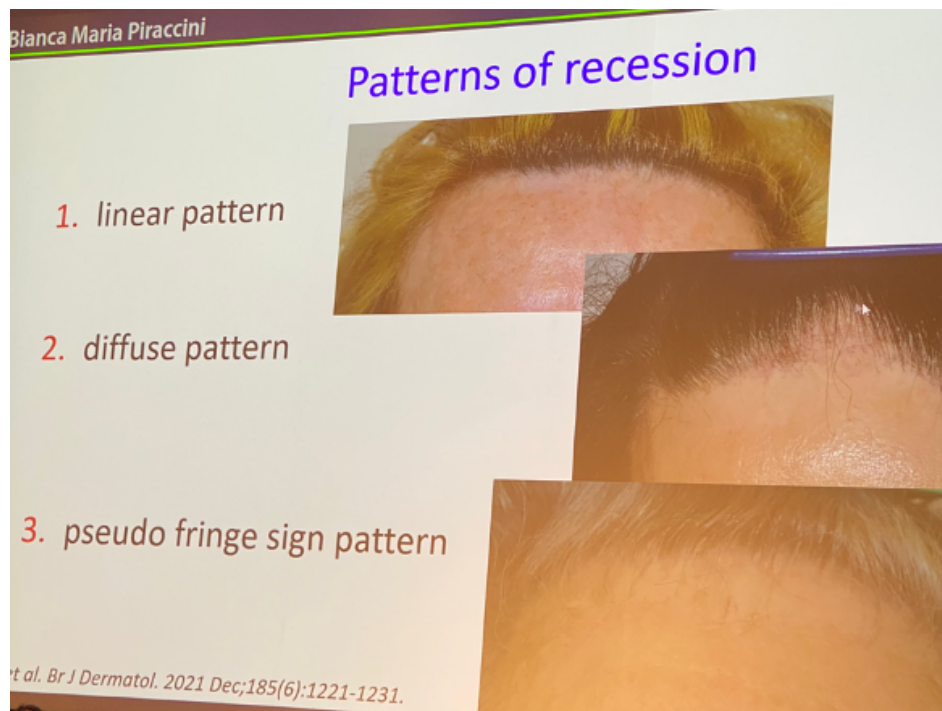 Bianca Maria Piraccini
Patterns of recession
1. linear pattern
2. diffuse pattern
3. pseudo fringe sign pattern
et al. Br J Dermatol. 2021 Dec;185(6):1221-1231.